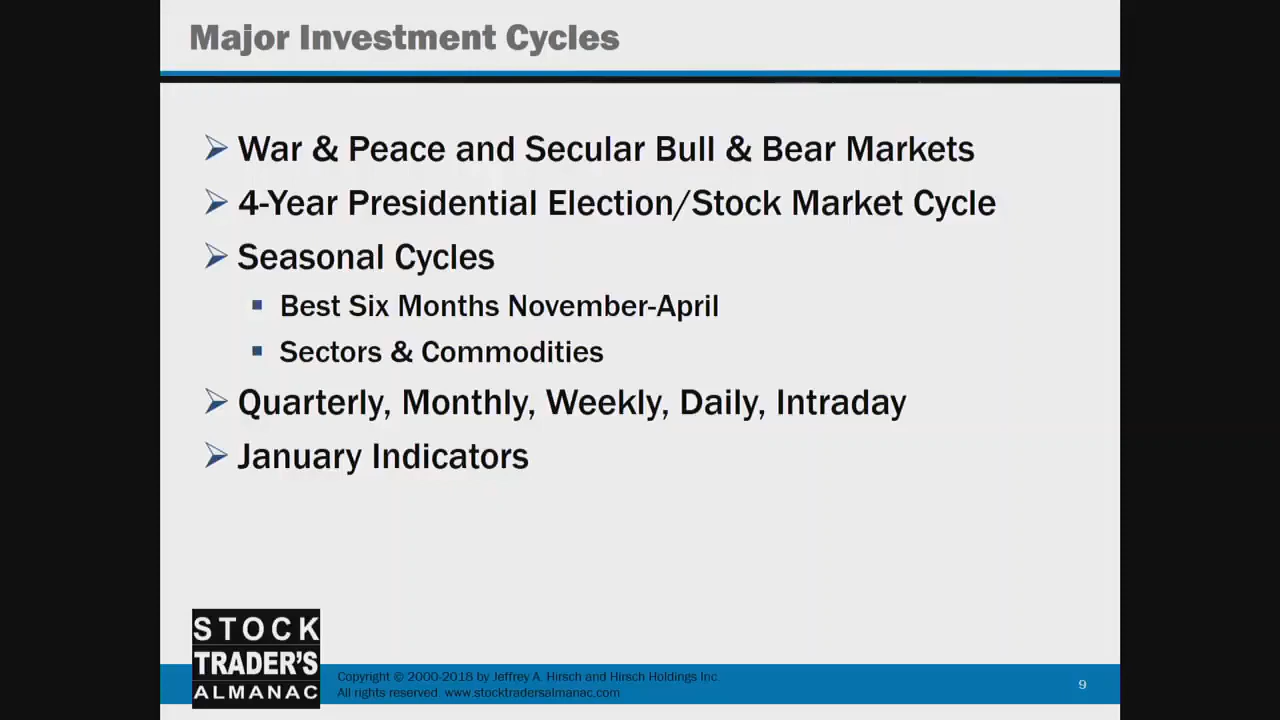 Major Investment Cycles
War & Peace and Secular Bull & Bear Markets
4-Year Presidential Election/Stock Market Cycle
Seasonal Cycles
Best Six Months November-April
Sectors & Commodities
Quarterly, Monthly, Weekly, Daily, Intraday
January Indicators
STOCK
TRADER'S
ALMANAC
Copyright © 2000-2018 by Jeffrey A. Hirsch and Hirsch Holdings Inc.
All rights reserved. www.stocktradersalmanac.com
9